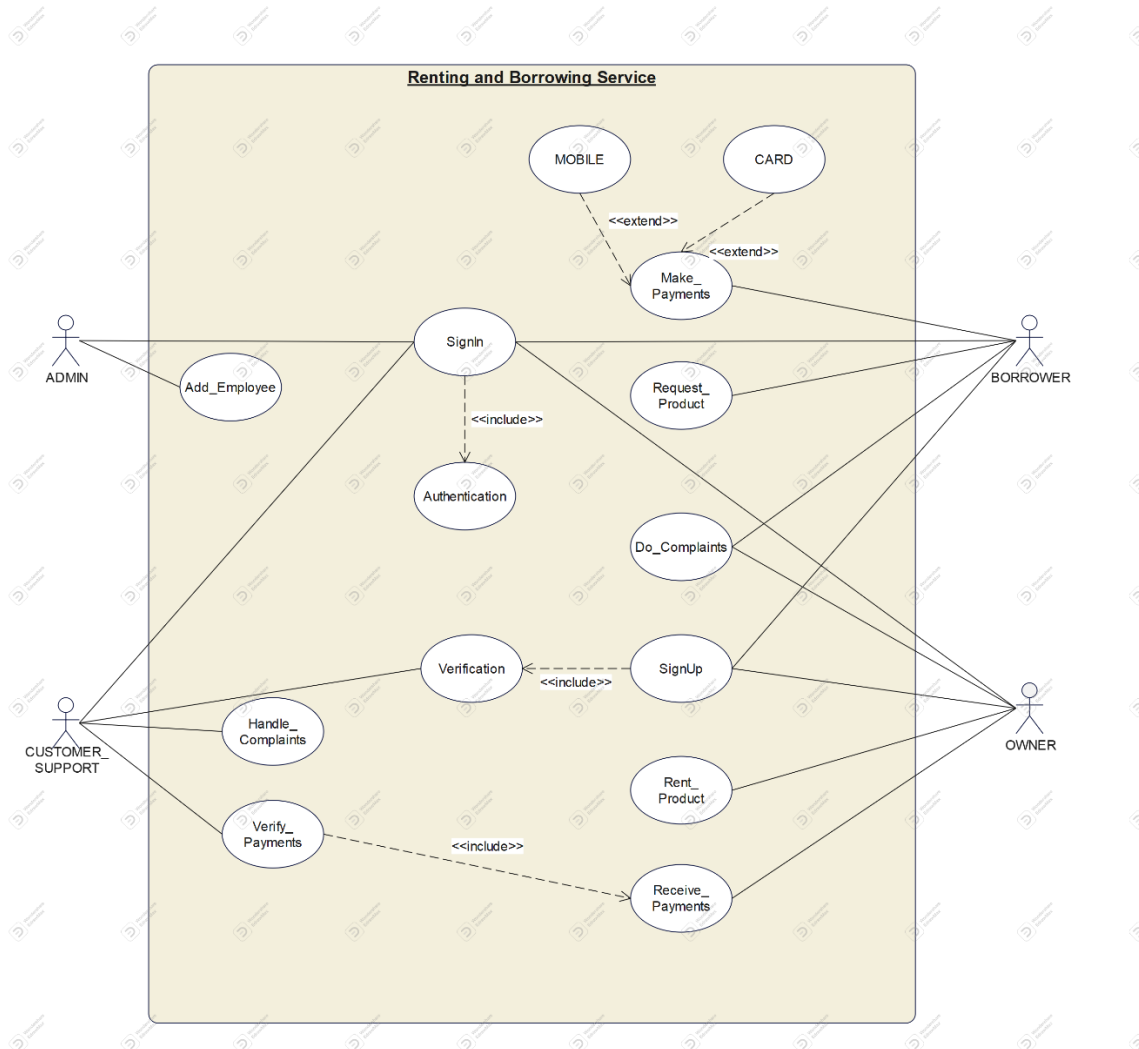 Renting and Borrowing Service
MOBILE
CARD
<<extend>>
<<extend>>
Make_
Payments
SignIn
ADMIN
BORROWER
Add_Employee
Request_
Product
<<include>>
Authentication
Do_Complaints
Verification
SignUp
<<include>>
Handle_
Complaints
CUSTOMER_
SUPPORT
OWNER
Rent_
Product
Verify_
Payments
<<include>>
Receive_
Payments